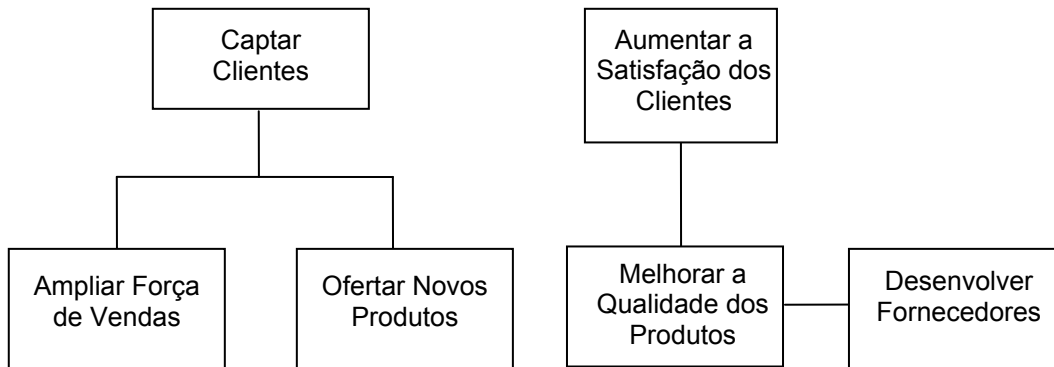 Captar
Clientes
Aumentar a
Satisfação dos
Clientes
Ampliar Força
de Vendas
Ofertar Novos
Produtos
Melhorar a
Qualidade dos
Produtos
Desenvolver
Fornecedores